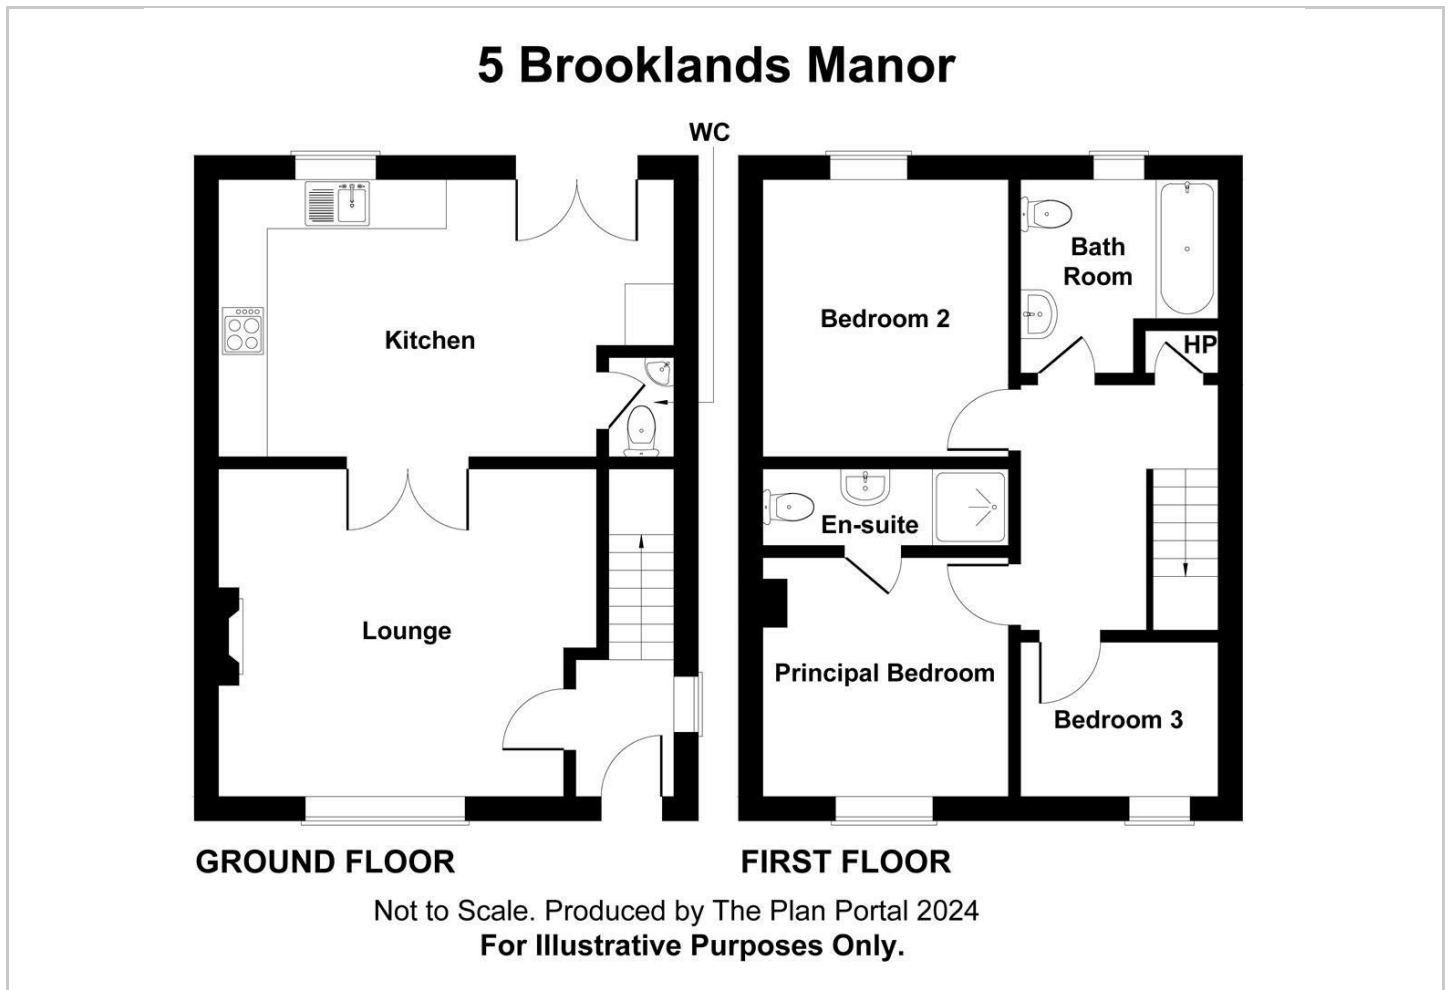 5 Brooklands Manor
WC
Kitchen
Lounge
Bedroom 2
Bath
Room
HP
En-suite
Principal Bedroom
Bedroom 3
GROUND FLOOR
FIRST FLOOR
Not to Scale. Produced by The Plan Portal 2024
For Illustrative Purposes Only.